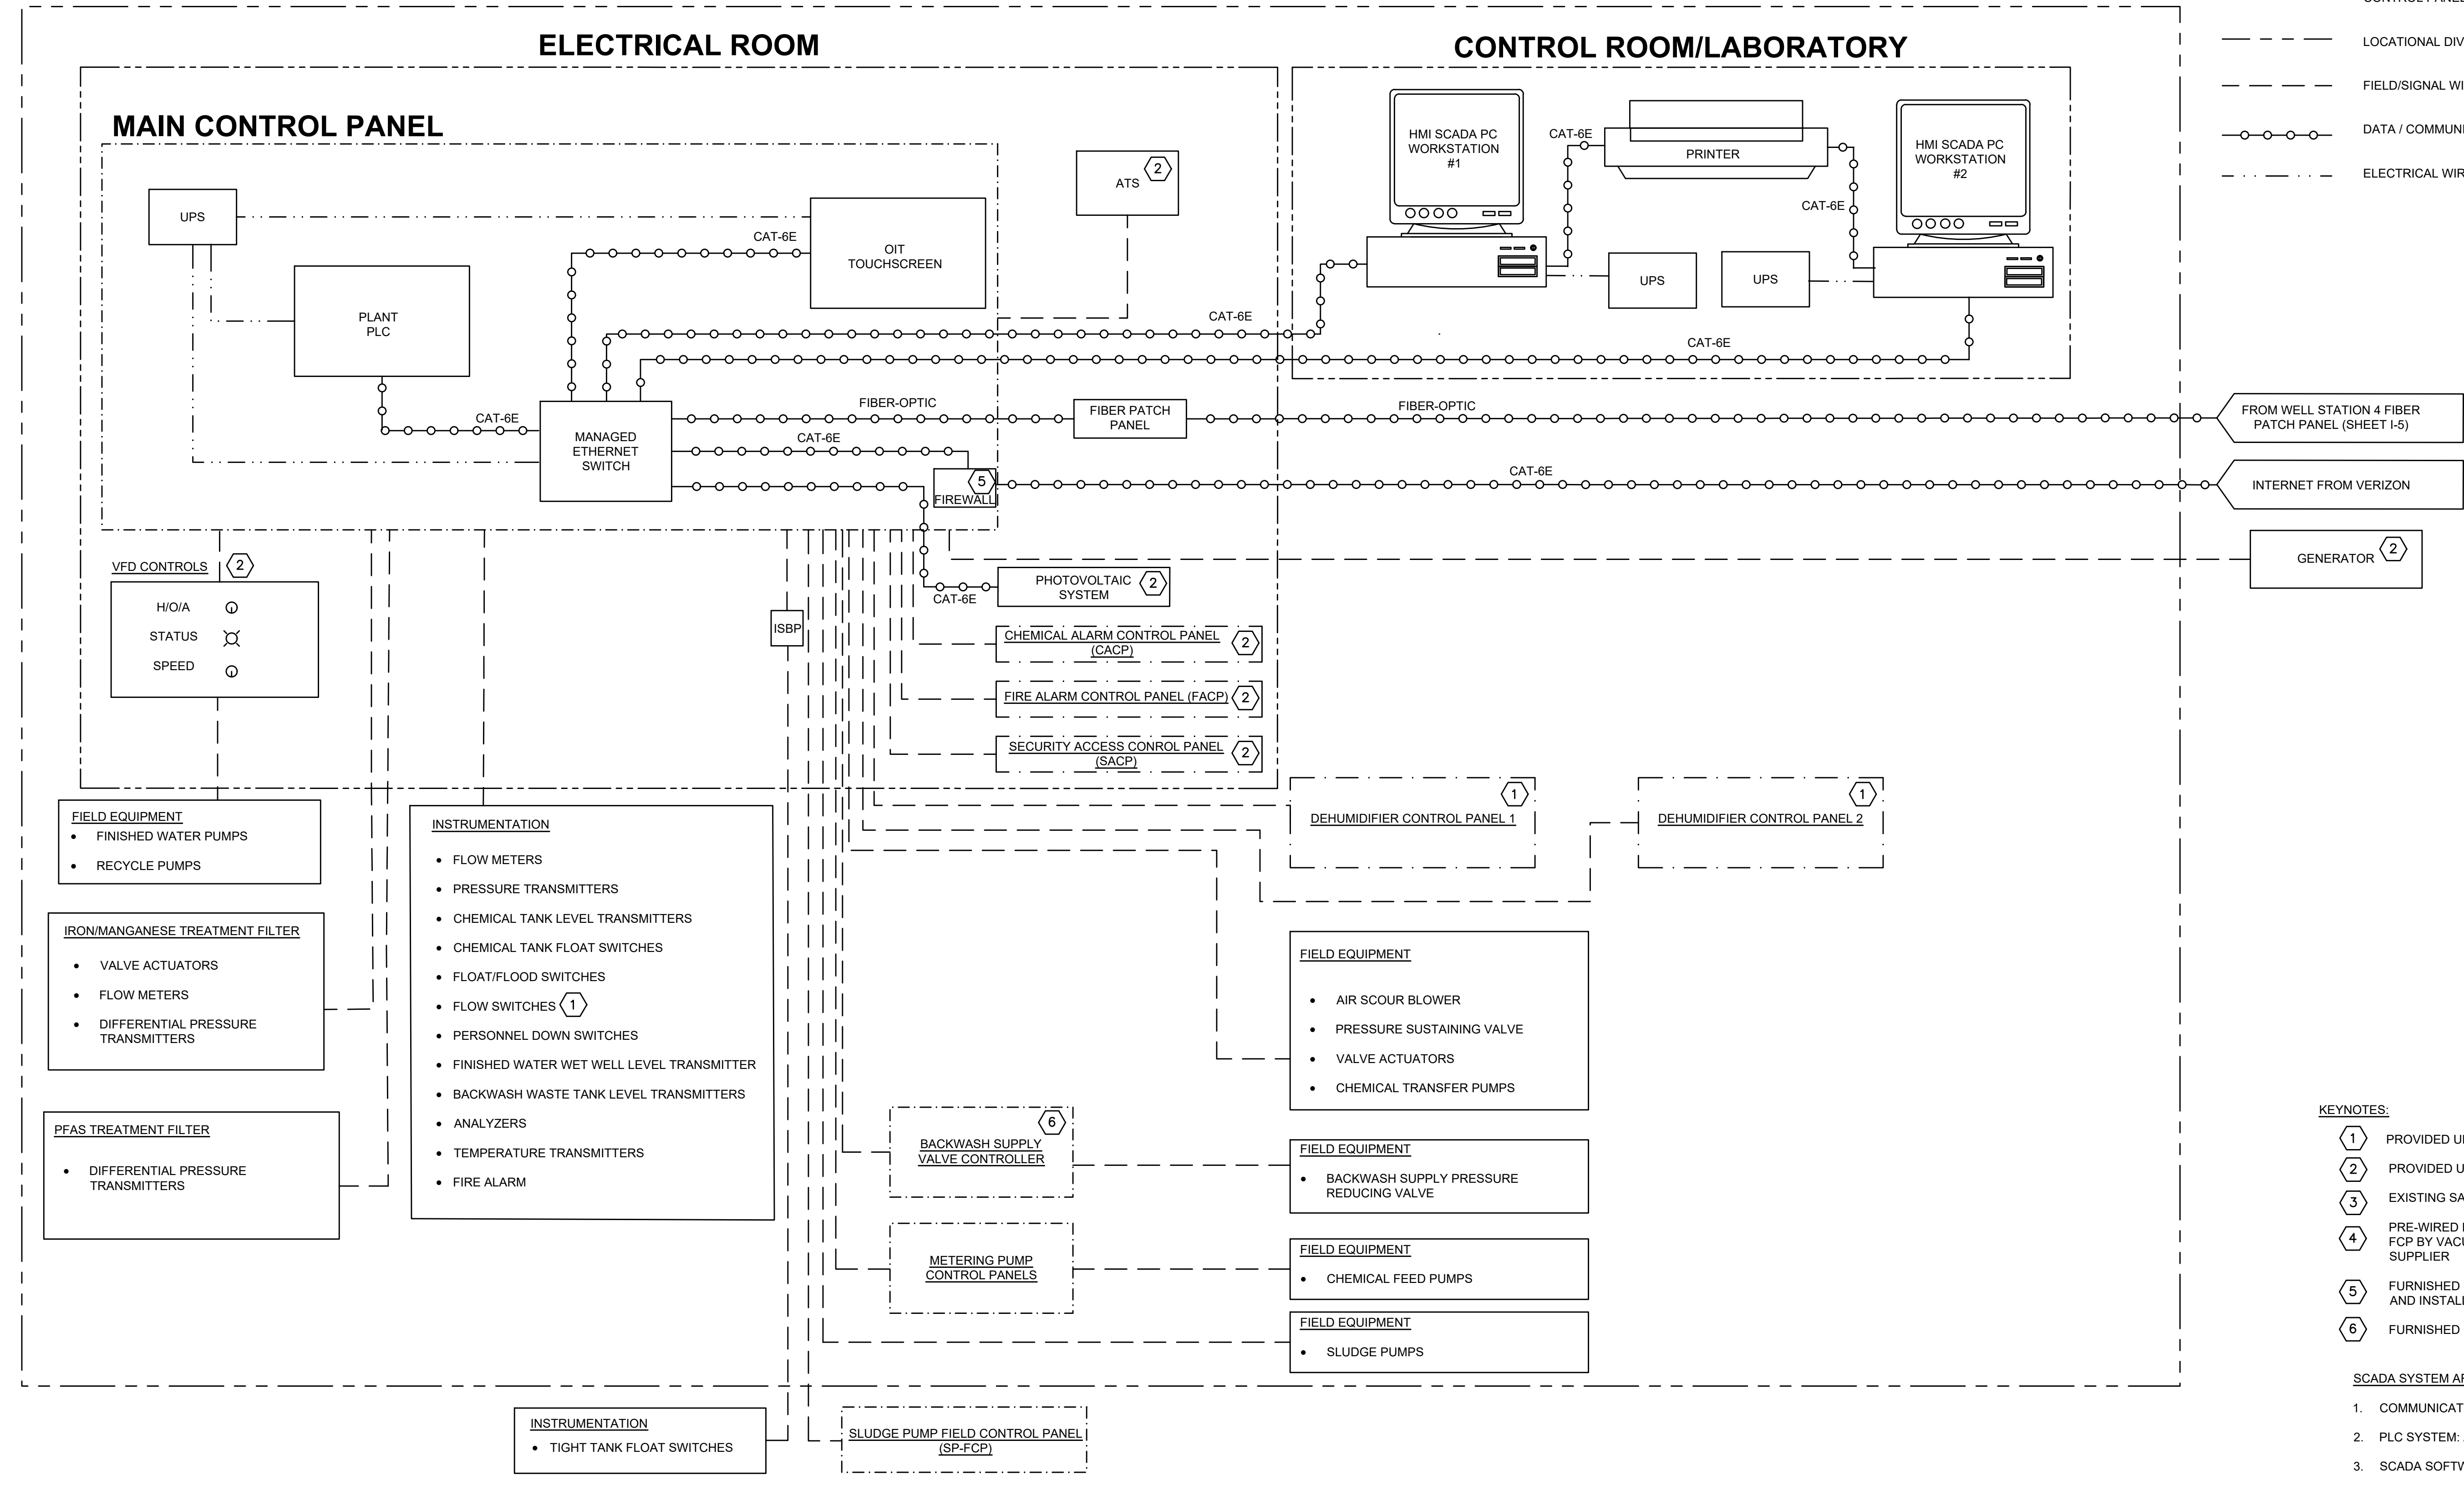 CONTROL PANEL
ELECTRICAL ROOM
CONTROL ROOM/LABORATORY
LOCATIONAL
FIELD/SIGNAL
DATA /
ELECTRICAL
MAIN CONTROL PANEL
UPS
PLANT
PLC
OIT
TOUCHSCREEN
CAT-6E
ATS
2
HMI SCADA PC
WORKSTATION
#1
CAT-6E
PRINTER
CAT-6E
HMI SCADA PC
WORKSTATION
#2
UPS
UPS
CAT-6E
CAT-6E
CAT-6E
MANAGED
ETHERNET
SWITCH
FIBER-OPTIC
FIBER PATCH
PANEL
FIBER-OPTIC
FROM WELL STATION 4 FIBER
PATCH PANEL (SHEET I-5)
CAT-6E
5
FIREWALL
CAT-6E
INTERNET FROM VERIZON
GENERATOR
2
VFD CONTROLS
2
H/O/A
STATUS
SPEED
ISBP
CAT-6E
PHOTOVOLTAIC
SYSTEM
2
CHEMICAL ALARM CONTROL PANEL
(CACP)
2
FIRE ALARM CONTROL PANEL (FACP)
2
SECURITY ACCESS CONROL PANEL
(SACP)
2
FIELD EQUIPMENT
• FINISHED WATER PUMPS
• RECYCLE PUMPS
IRON/MANGANESE TREATMENT FILTER
• VALVE ACTUATORS
• FLOW METERS
• DIFFERENTIAL PRESSURE
TRANSMITTERS
PFAS TREATMENT FILTER
• DIFFERENTIAL PRESSURE
TRANSMITTERS
INSTRUMENTATION
• FLOW METERS
• PRESSURE TRANSMITTERS
• CHEMICAL TANK LEVEL TRANSMITTERS
• CHEMICAL TANK FLOAT SWITCHES
• FLOAT/FLOOD SWITCHES
• FLOW SWITCHES 1
• PERSONNEL DOWN SWITCHES
• FINISHED WATER WET WELL LEVEL TRANSMITTER
• BACKWASH WASTE TANK LEVEL TRANSMITTERS
• ANALYZERS
• TEMPERATURE TRANSMITTERS
• FIRE ALARM
1
DEHUMIDIFIER CONTROL PANEL 1
1
DEHUMIDIFIER CONTROL PANEL 2
FIELD EQUIPMENT
• AIR SCOUR BLOWER
• PRESSURE SUSTAINING VALVE
• VALVE ACTUATORS
• CHEMICAL TRANSFER PUMPS
6
BACKWASH SUPPLY
VALVE CONTROLLER
FIELD EQUIPMENT
• BACKWASH SUPPLY PRESSURE
REDUCING VALVE
METERING PUMP
CONTROL PANELS
FIELD EQUIPMENT
• CHEMICAL FEED PUMPS
FIELD EQUIPMENT
• SLUDGE PUMPS
INSTRUMENTATION
• TIGHT TANK FLOAT SWITCHES
SLUDGE PUMP FIELD CONTROL PANEL
(SP-FCP)
KEYNOTES:
1 PROVIDED
2 PROVIDED
3 EXISTING
4 PRE-WIRED
FCP BY
SUPPLIER
5 FURNISHED
AND
6 FURNISHED
SCADA SYSTEM
1.
2. PLC SYSTEM:
3. SCADA